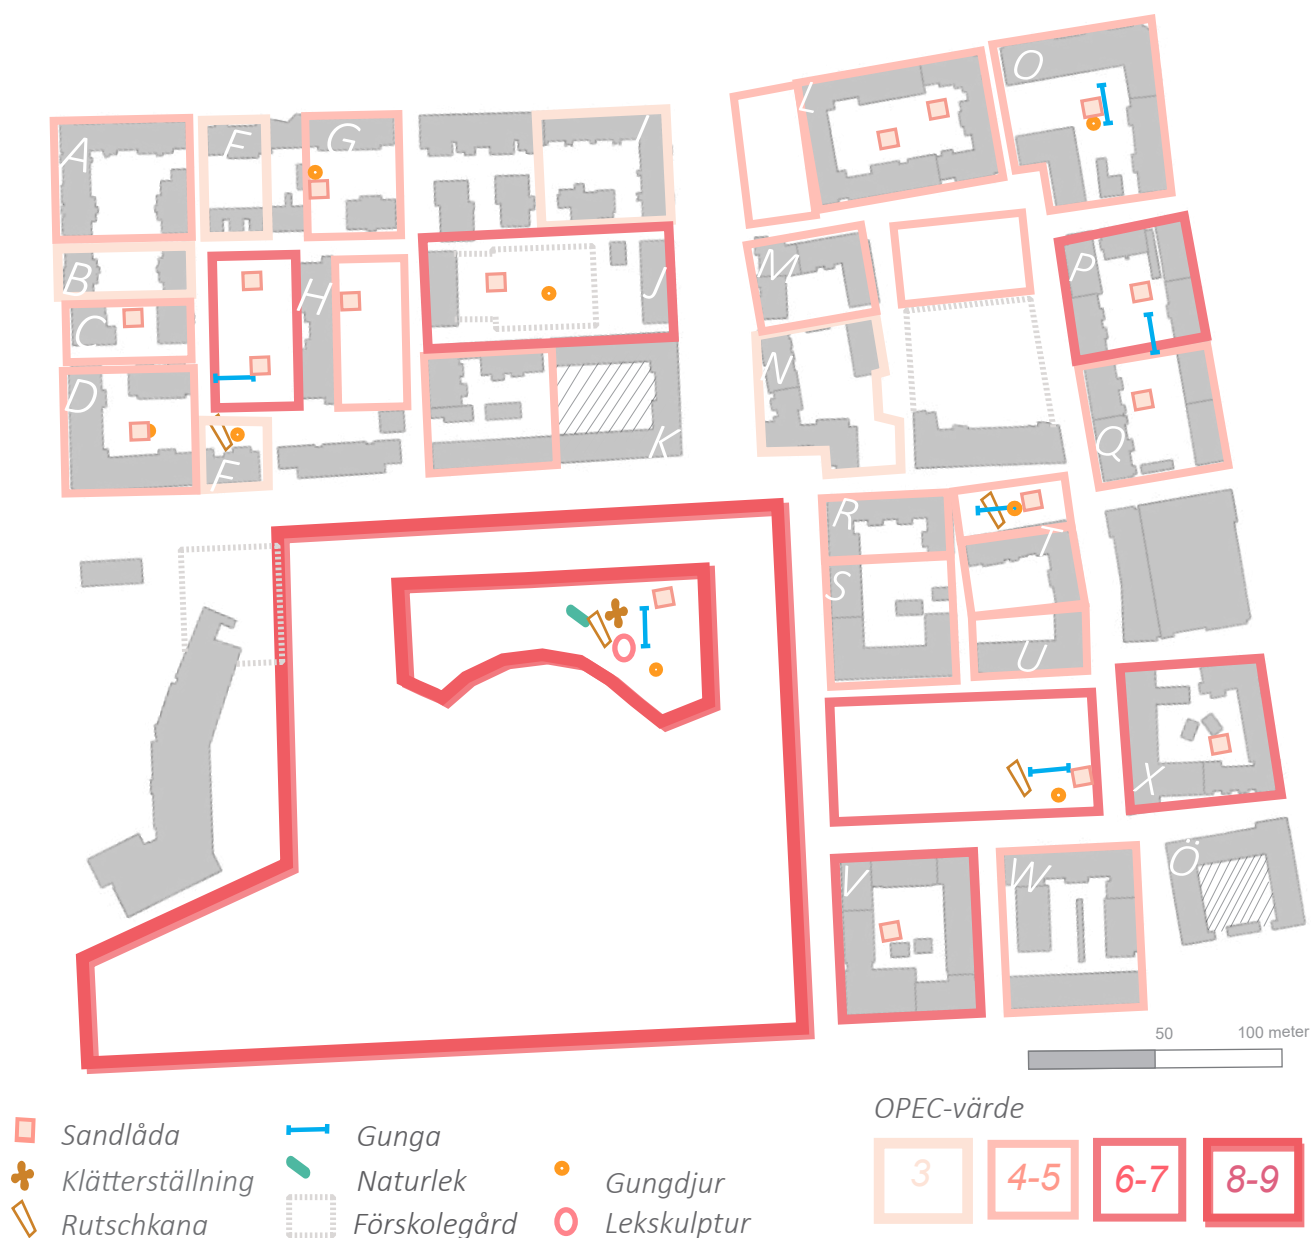 O
L
I
A
F
G
M
P
B
J
H
C
N
D
K
Q
F
R
T
S
U
X
V
W
Ö
50
100 meter
OPEC-värde
3
4-5
6-7
8-9
Sandlåda
Gunga
Klätterställning
Naturlek
Gungdjur
Rutschkana
Förskolegård
Lekskulptur